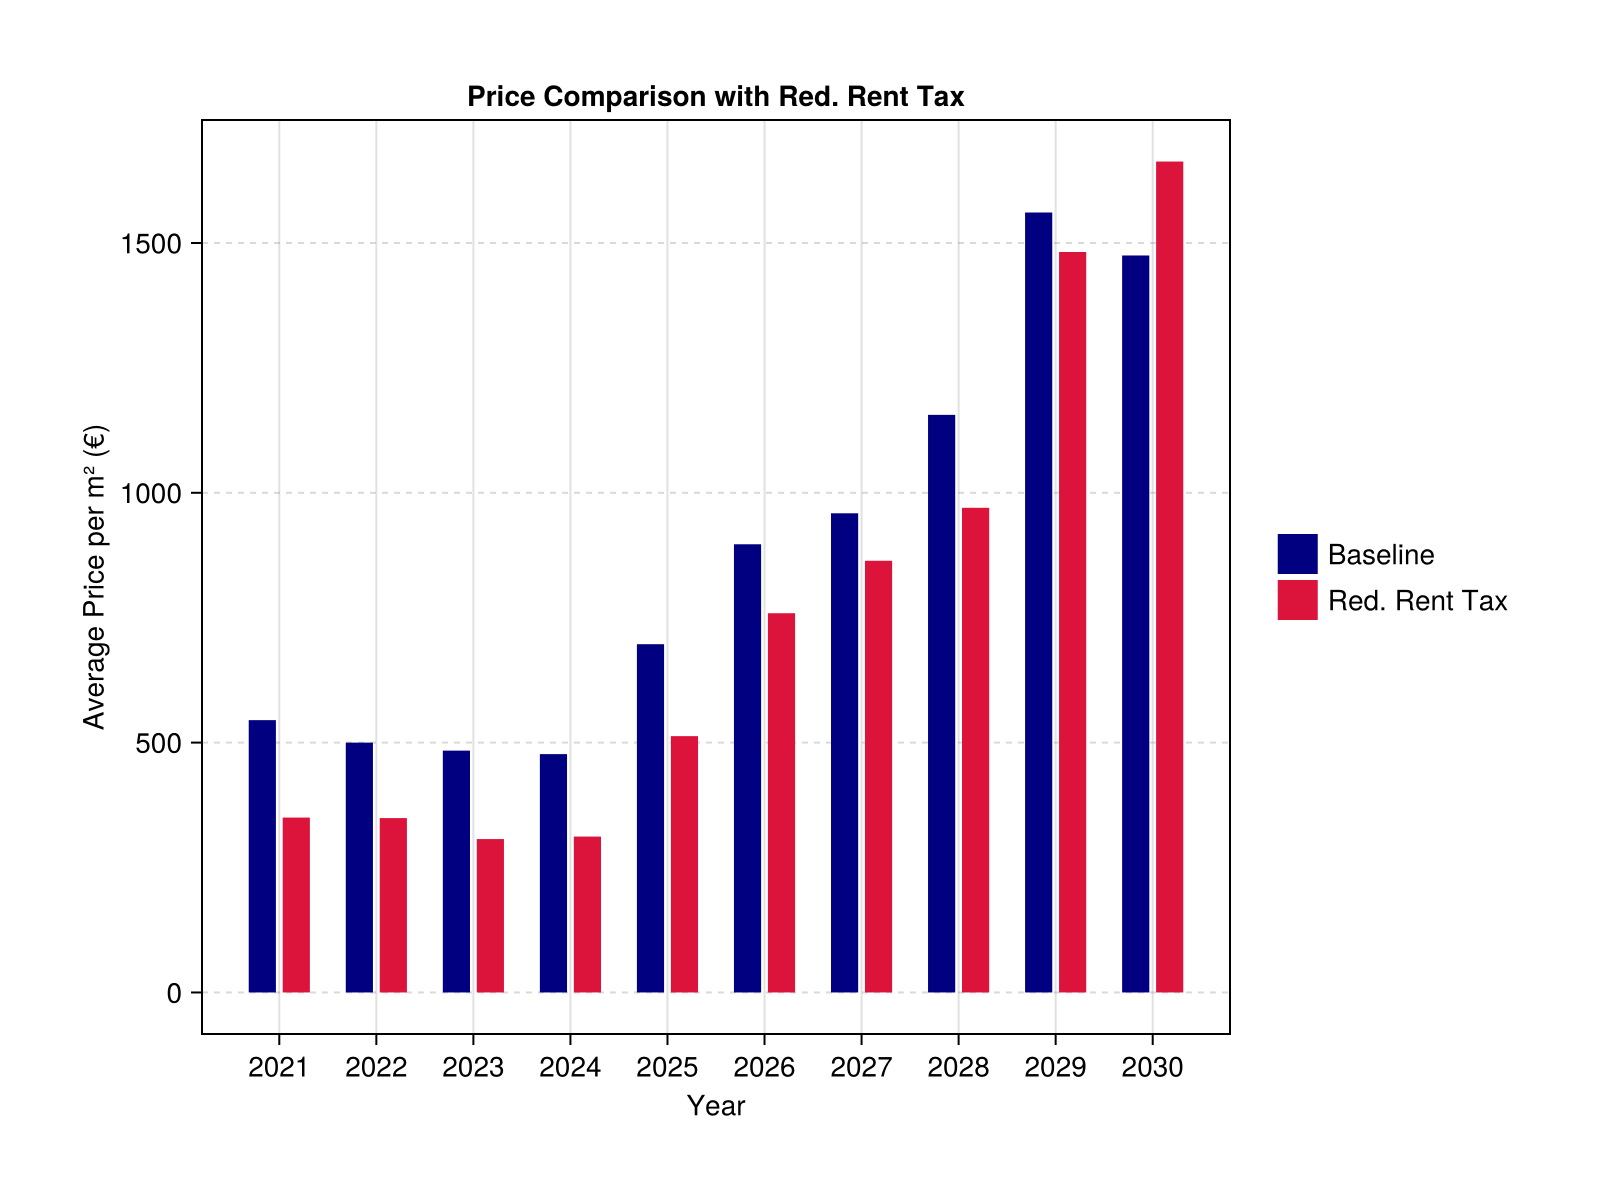 Price Comparison with Red. Rent Tax
Average Price per m² (€)
1500
1000
500
0
2021 2022 2023 2024 2025 2026 2027 2028 2029 2030
Year
Baseline
Red. Rent Tax